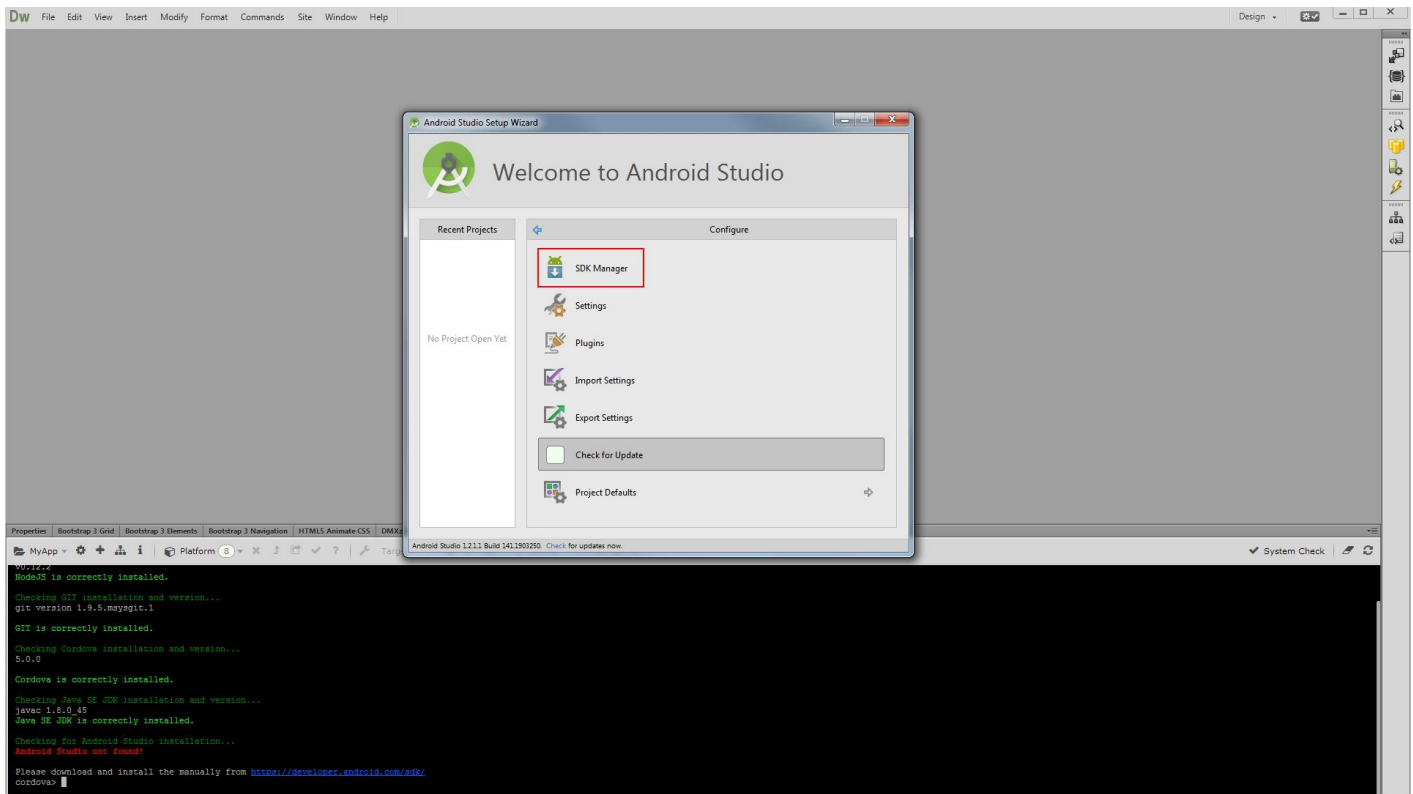 Dw File Edit View Insert Modify Format Commands Site Window Help Design
Android Studio Setup Wizard
Welcome to Android Studio
Recent Projects
Configure
SDK Manager
Settings
No Project Open Yet
Plugins
Import Settings
Export Settings
Check for Update
Project Defaults
Android Studio 1.2.1.1 Build 141.1903250. Check for updates now.
Properties Bootstrap 3 Grid Bootstrap 3 Elements Bootstrap 3 Navigation HTML5 Animate CSS
MyApp Platform 8 System Check
v0.12.2
NodeJS is correctly installed.
Checking GIT installation and version...
git version 1.9.5.msysgit.1
GIT is correctly installed.
Checking Cordova installation and version...
5.0.0
Cordova is correctly installed.
Checking Java SE JDK installation and version...
javac 1.8.0_45
Java SE JDK is correctly installed.
Checking for Android Studio installation...
Android Studio not found!
Please download and install the manually from https://developer.android.com/sdk/
cordova>